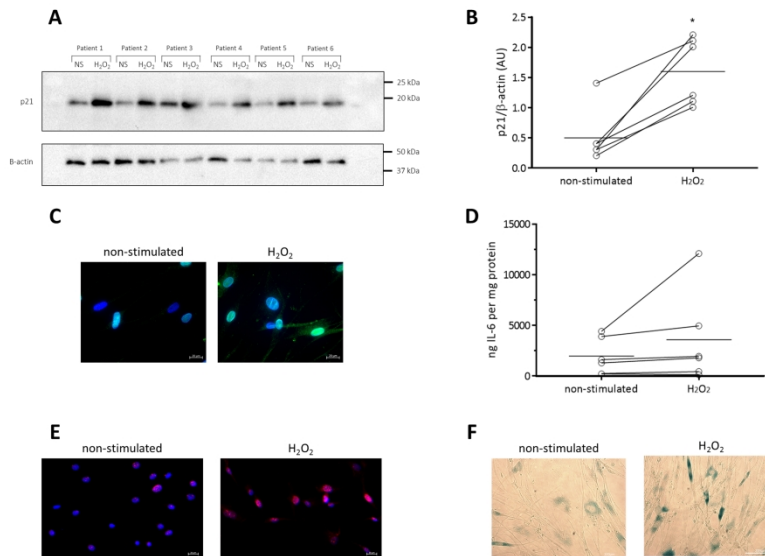 A
Patient 1 Patient 2 Patient 3 Patient 4 Patient 5 Patient 6
NS H₂O₂ NS H₂O₂ NS H₂O₂ NS H₂O₂ NS H₂O₂ NS H₂O₂
p21
25 kDa
20 kDa
B-actin
50 kDa
37 kDa
B
p21/β-actin (AU)
2.5
2.0
1.5
1.0
0.5
0.0
*
non-stimulated H₂O₂
C
non-stimulated H₂O₂
D
ng IL-6 per mg protein
15000
10000
5000
0
non-stimulated H₂O₂
E
non-stimulated H₂O₂
F
non-stimulated H₂O₂